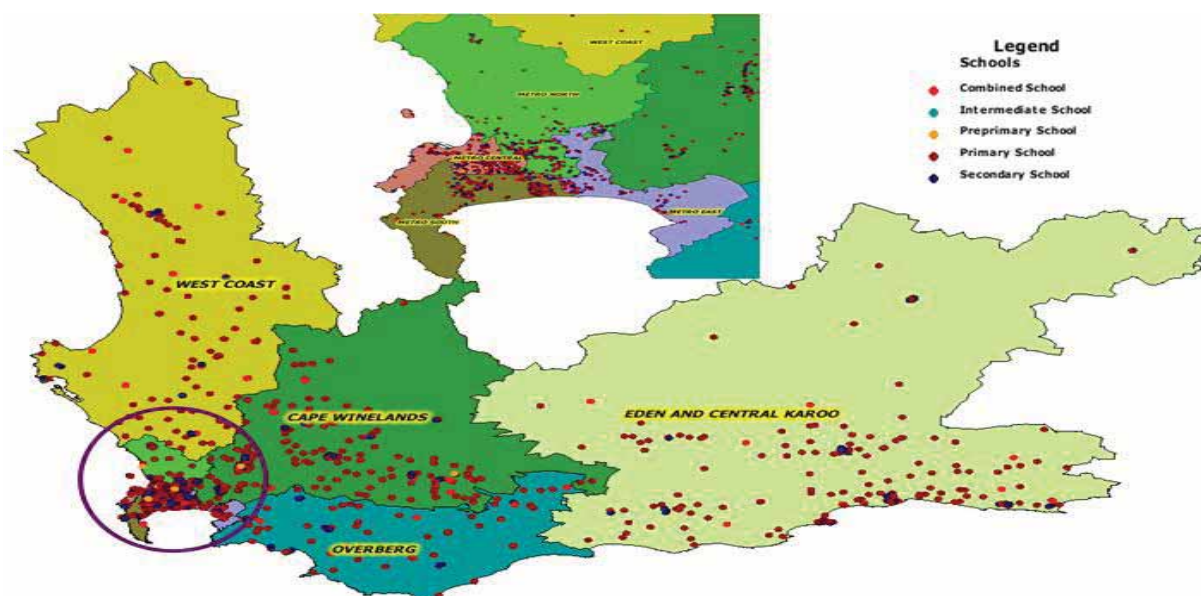 WEST COAST
METRO NORTH
METRO CENTRAL
METRO SOUTH
METRO EAST
Legend
Schools
Combined School
Intermediate School
Preprimary School
Primary School
Secondary School
WEST COAST
CAPE WINELANDS
EDEN AND CENTRAL KAROO
OVERBERG